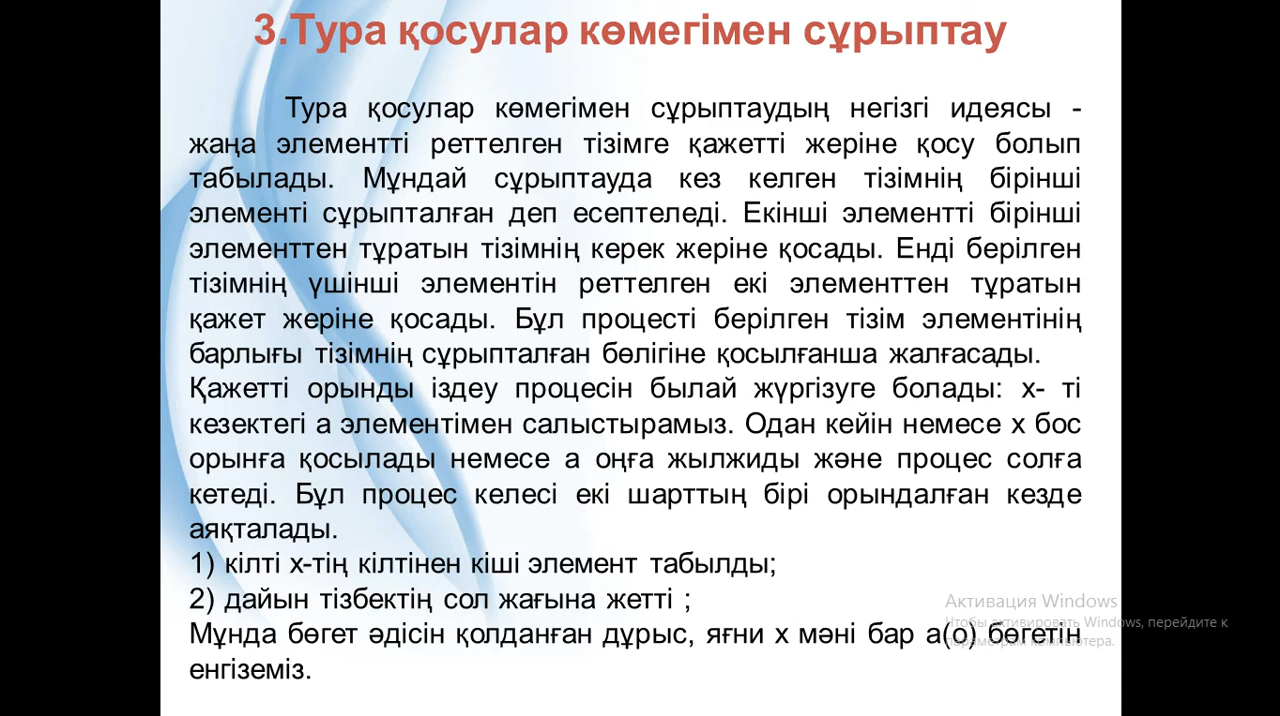 3.Тура қосулар көмегімен сұрыптау
Тура қосулар көмегімен сұрыптаудың негізгі идеясы -
жаңа элементті реттелген тізімге қажетті жеріне қосу болып
табылады. Мұндай сұрыптауда кез келген тізімнің бірінші
элементі сұрыпталған деп есептеледі. Екінші элементті бірінші
элементтен тұратын тізімнің керек жеріне қосады. Енді берілген
тізімнің үшінші элементін реттелген екі элементтен тұратын
қажет жеріне қосады. Бұл процесті берілген тізім элементінің
барлығы тізімнің сұрыпталған бөлігіне қосылғанша жалғасады.
Қажетті орынды іздеу процесін былай жүргізуге болады: х- ті
кезектегі а элементімен салыстырамыз. Одан кейін немесе х бос
орынға қосылады немесе а оңға жылжиды және процес солға
кетеді. Бұл процес келесі екі шарттың бірі орындалған кезде
аяқталады.
1) кілті х-тің кілтінен кіші элемент табылды;
2) дайын тізбектің сол жағына жетті ;
Мұнда бөгет әдісін қолданған дұрыс, яғни х мәні бар а(о) бөгетін
енгіземіз.
Активация Windows
Чтобы активировать Windows, перейдите к
параметрам компьютера.